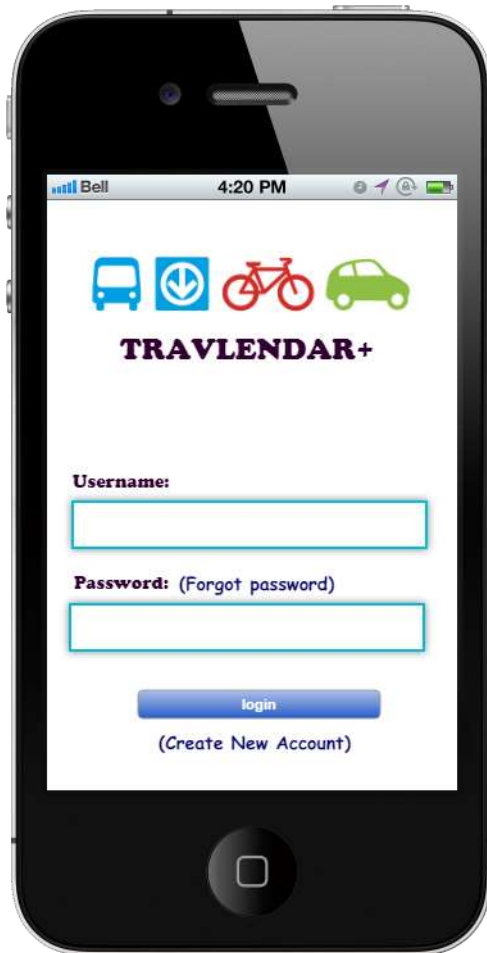 Bell 4:20 PM
TRAVLENDAR+
Username:
Password: (Forgot password)
login
(Create New Account)